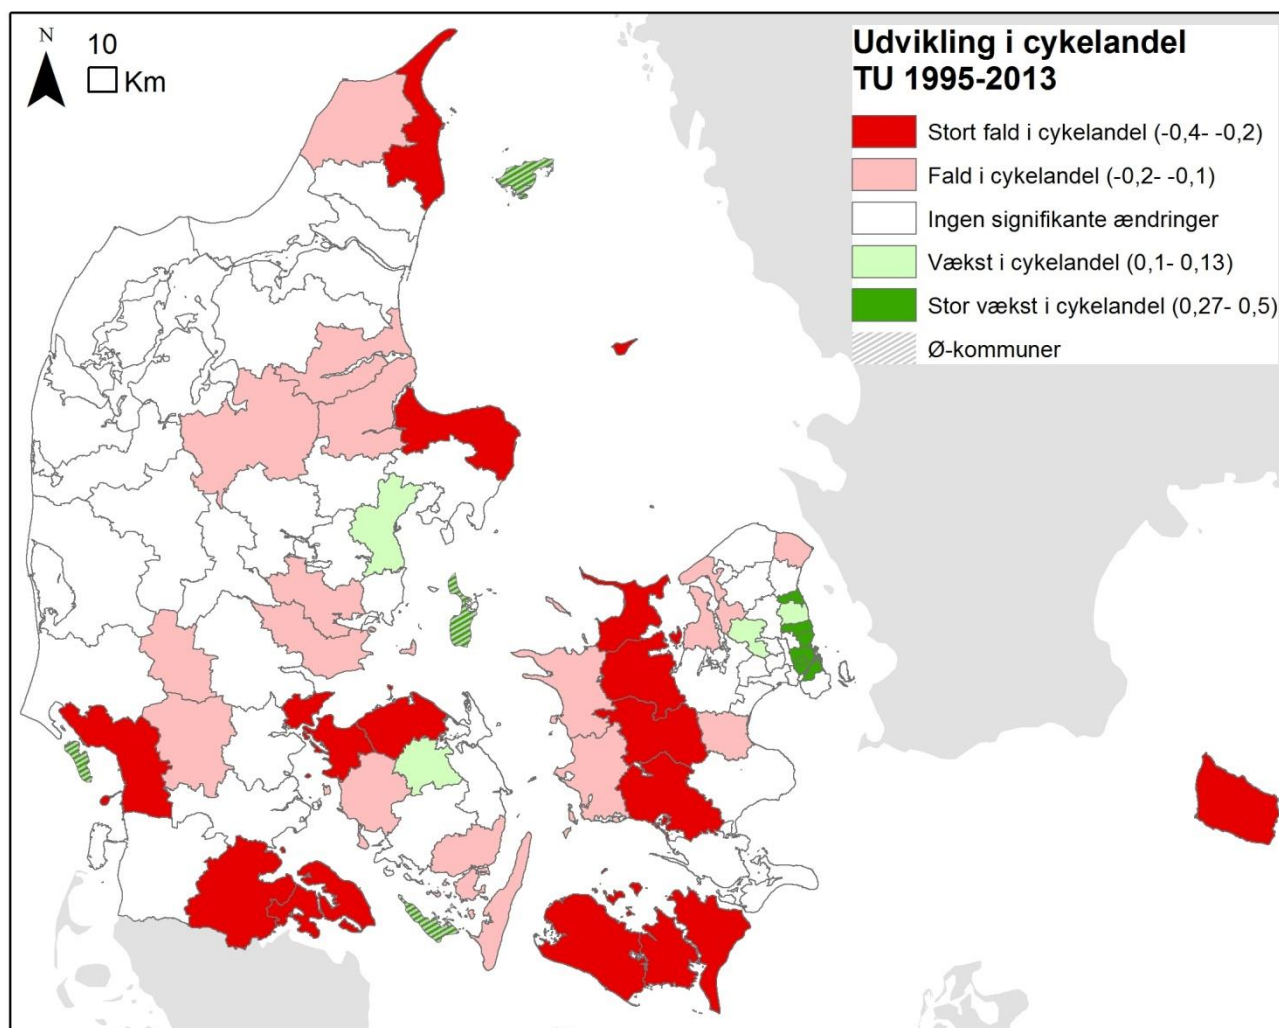 N
10
Km
Udvikling i cykelandel
TU 1995-2013
Stort fald i cykelandel (-0,4- -0,2)
Fald i cykelandel (-0,2- -0,1)
Ingen signifikante ændringer
Vækst i cykelandel (0,1- 0,13)
Stor vækst i cykelandel (0,27- 0,5)
Ø-kommuner